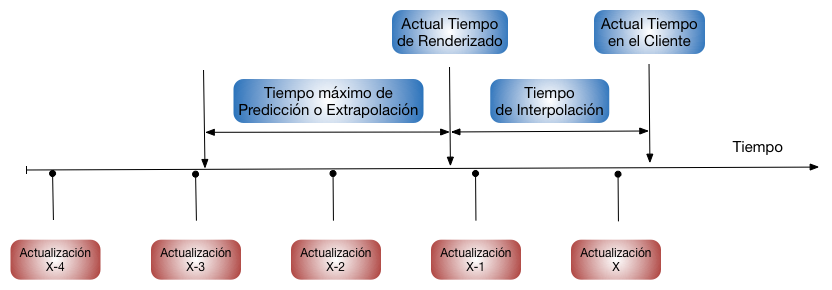 Actual Tiempo
de Renderizado
Actual Tiempo
en el Cliente
Tiempo máximo de
Predicción o Extrapolación
Tiempo
de Interpolación
Tiempo
Actualización
X-4
Actualización
X-3
Actualización
X-2
Actualización
X-1
Actualización
X